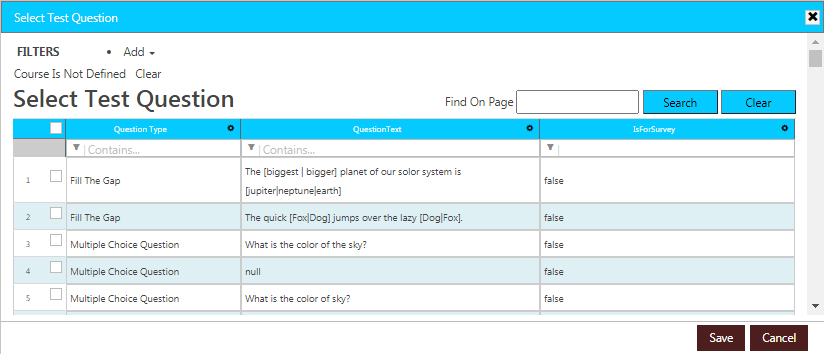 Select Test Question
FILTERS • Add
Course Is Not Defined Clear
Select Test Question
Find On Page Search Clear
Question Type QuestionText IsForSurvey
Contains... Contains...
1 Fill The Gap The [biggest | bigger] planet of our solor system is
[jupiter|neptune|earth] false
2 Fill The Gap The quick [Fox|Dog] jumps over the lazy [Dog|Fox]. false
3 Multiple Choice Question What is the color of the sky? false
4 Multiple Choice Question null false
5 Multiple Choice Question What is the color of sky? false
Save Cancel